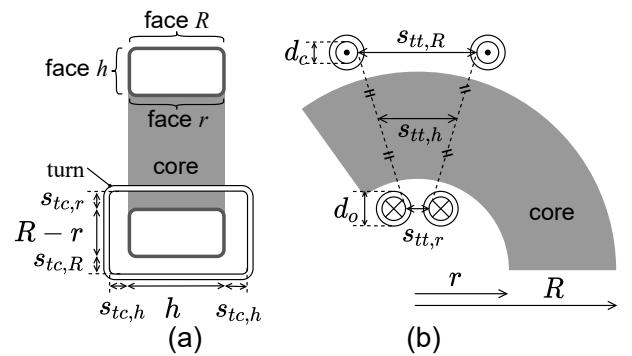 face R
face h
face r
core
turn
s_{tc,r}
R − r
s_{tc,R}
s_{tc,h} h s_{tc,h}
(a)
d_c
s_{tt,R}
s_{tt,h}
d_o
s_{tt,r}
core
r
R
(b)